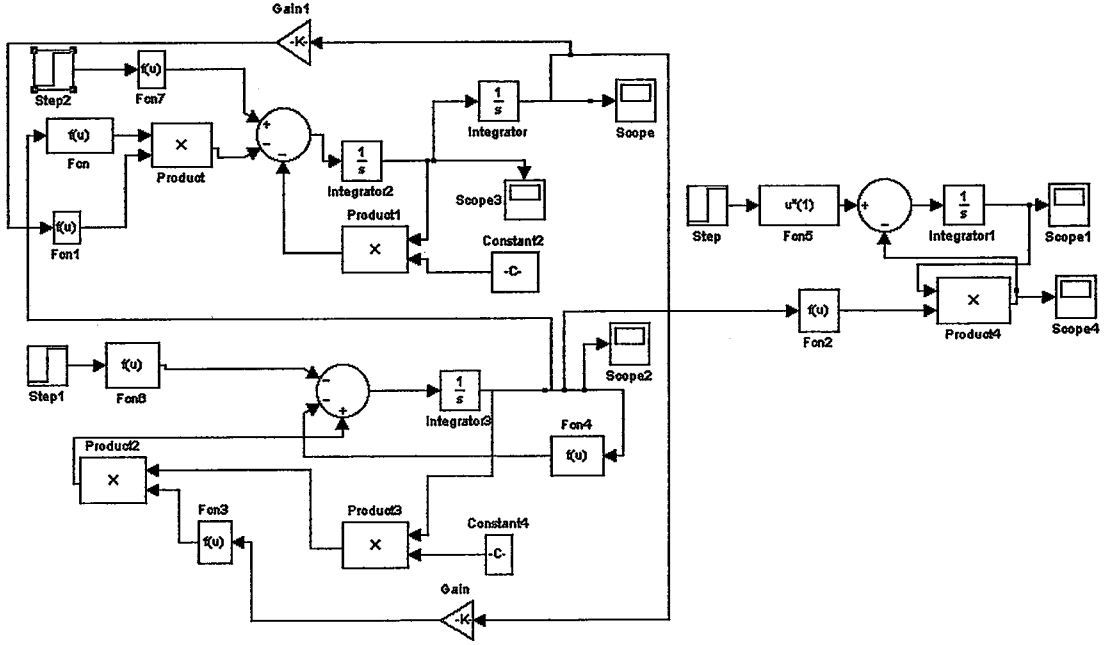 Gain1
-K-
Step2
f(u)
Fcn7
1
s
Integrator
Scope
f(u)
Fcn
×
Product
+
−
−
1
s
Integrator2
Scope3
f(u)
Fcn1
Product1
×
Constant2
-C-
Step
u*(1)
Fcn5
+
−
1
s
Integrator1
Scope1
f(u)
Fcn2
×
Product4
Scope4
Step1
f(u)
Fcn6
−
−
+
1
s
Integrator3
Scope2
Fcn4
f(u)
Product2
×
Fcn3
f(u)
Product3
×
Constant4
-C-
Gain
-K-